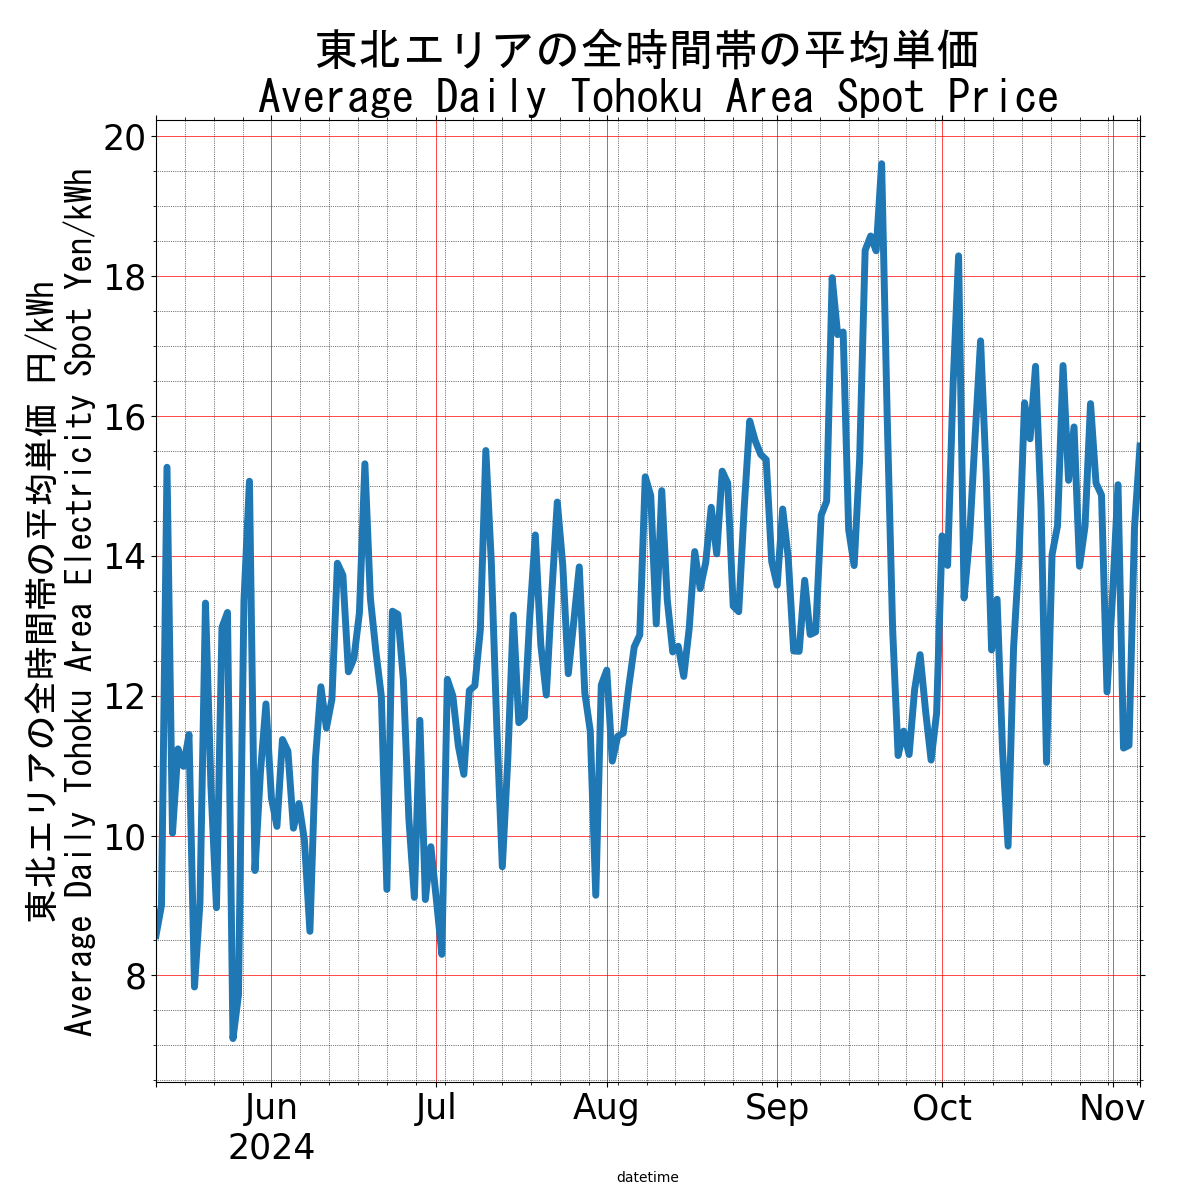 東北エリアの全時間帯の平均単価
Average Daily Tohoku Area Spot Price
東北エリアの全時間帯の平均単価 円/kWh
Average Daily Tohoku Area Electricity Spot Yen/kWh
20
18
16
14
12
10
8
Jun
2024
Jul
Aug
Sep
Oct
Nov
datetime